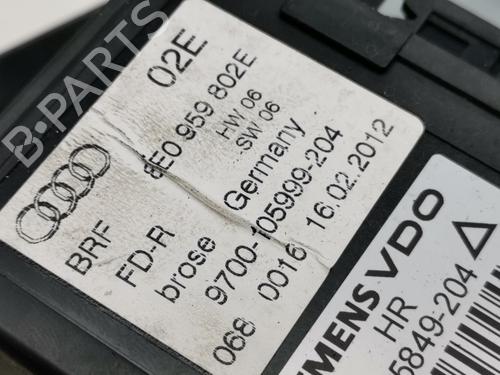 8E0 959 802E 02E
HW 06
SW 06
BRF
FD-R
brose Germany
9700-105999-204
068 0016 16.02.2012
EMENS VDO
HR
5849-204
B-PARTS